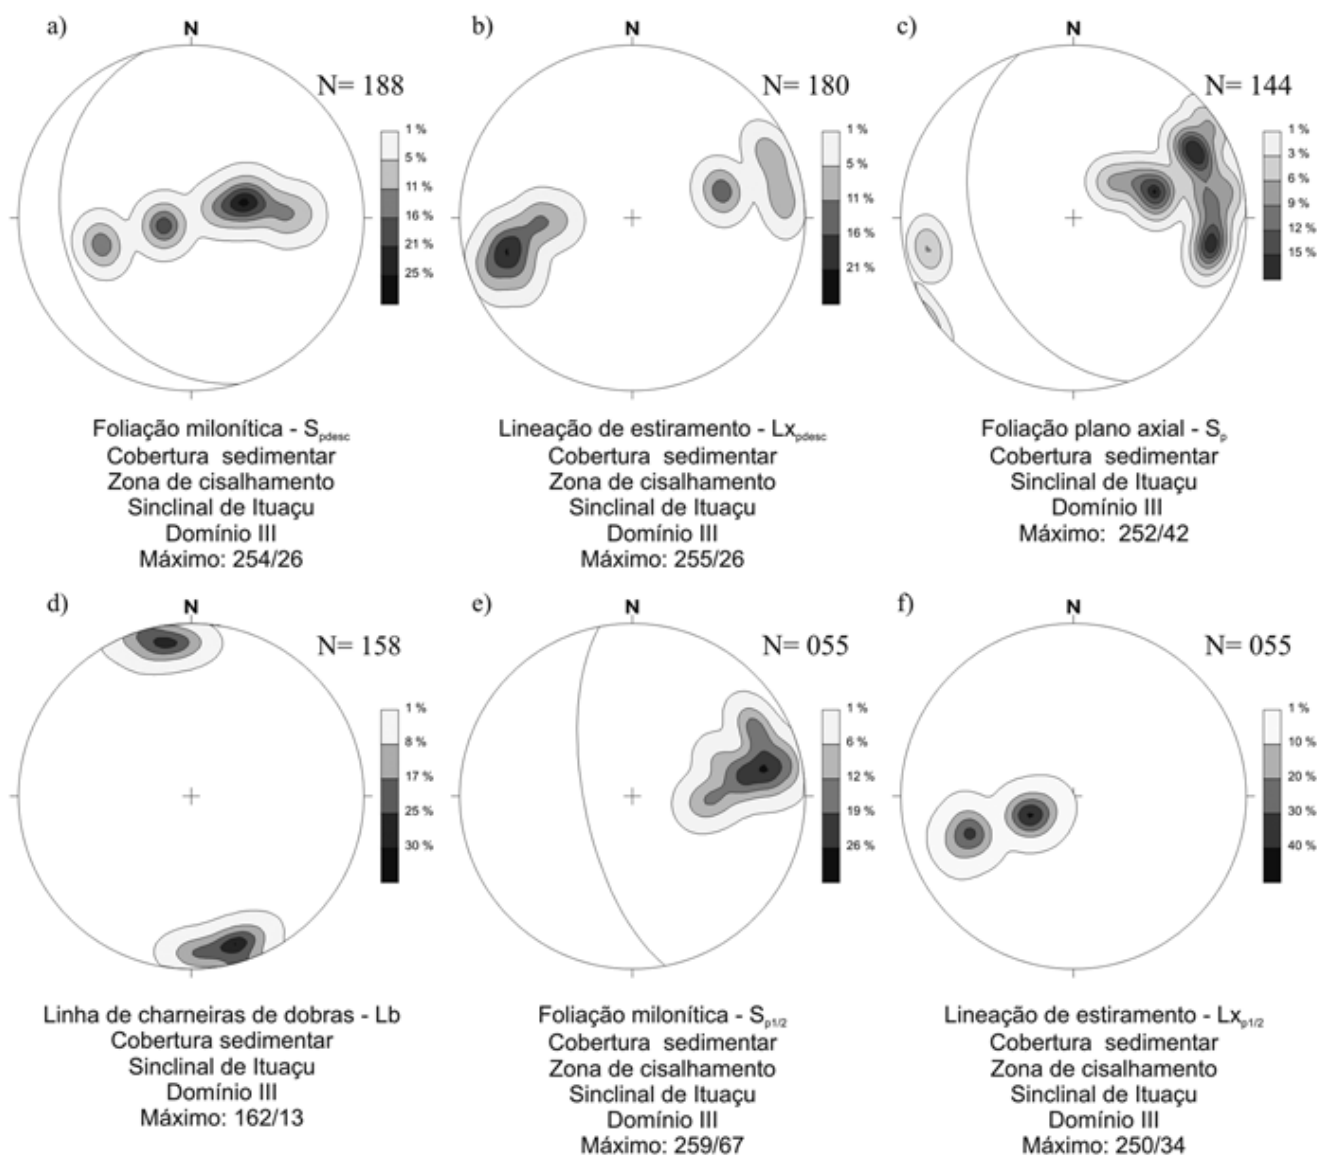 a)
N
N= 188
1 %
5 %
11 %
16 %
21 %
25 %
Foliação milonítica - Spdesc
Cobertura sedimentar
Zona de cisalhamento
Sinclinal de Ituaçu
Domínio III
Máximo: 254/26
b)
N
N= 180
1 %
5 %
11 %
16 %
21 %
Lineação de estiramento - Lxpdesc
Cobertura sedimentar
Zona de cisalhamento
Sinclinal de Ituaçu
Domínio III
Máximo: 255/26
c)
N
N= 144
1 %
3 %
6 %
9 %
12 %
15 %
Foliação plano axial - Sp
Cobertura sedimentar
Sinclinal de Ituaçu
Domínio III
Máximo: 252/42
d)
N
N= 158
1 %
8 %
17 %
25 %
30 %
Linha de charneiras de dobras - Lb
Cobertura sedimentar
Sinclinal de Ituaçu
Domínio III
Máximo: 162/13
e)
N
N= 055
1 %
6 %
12 %
19 %
26 %
Foliação milonítica - Sp1/2
Cobertura sedimentar
Zona de cisalhamento
Sinclinal de Ituaçu
Domínio III
Máximo: 259/67
f)
N
N= 055
1 %
10 %
20 %
30 %
40 %
Lineação de estiramento - Lxp1/2
Cobertura sedimentar
Zona de cisalhamento
Sinclinal de Ituaçu
Domínio III
Máximo: 250/34